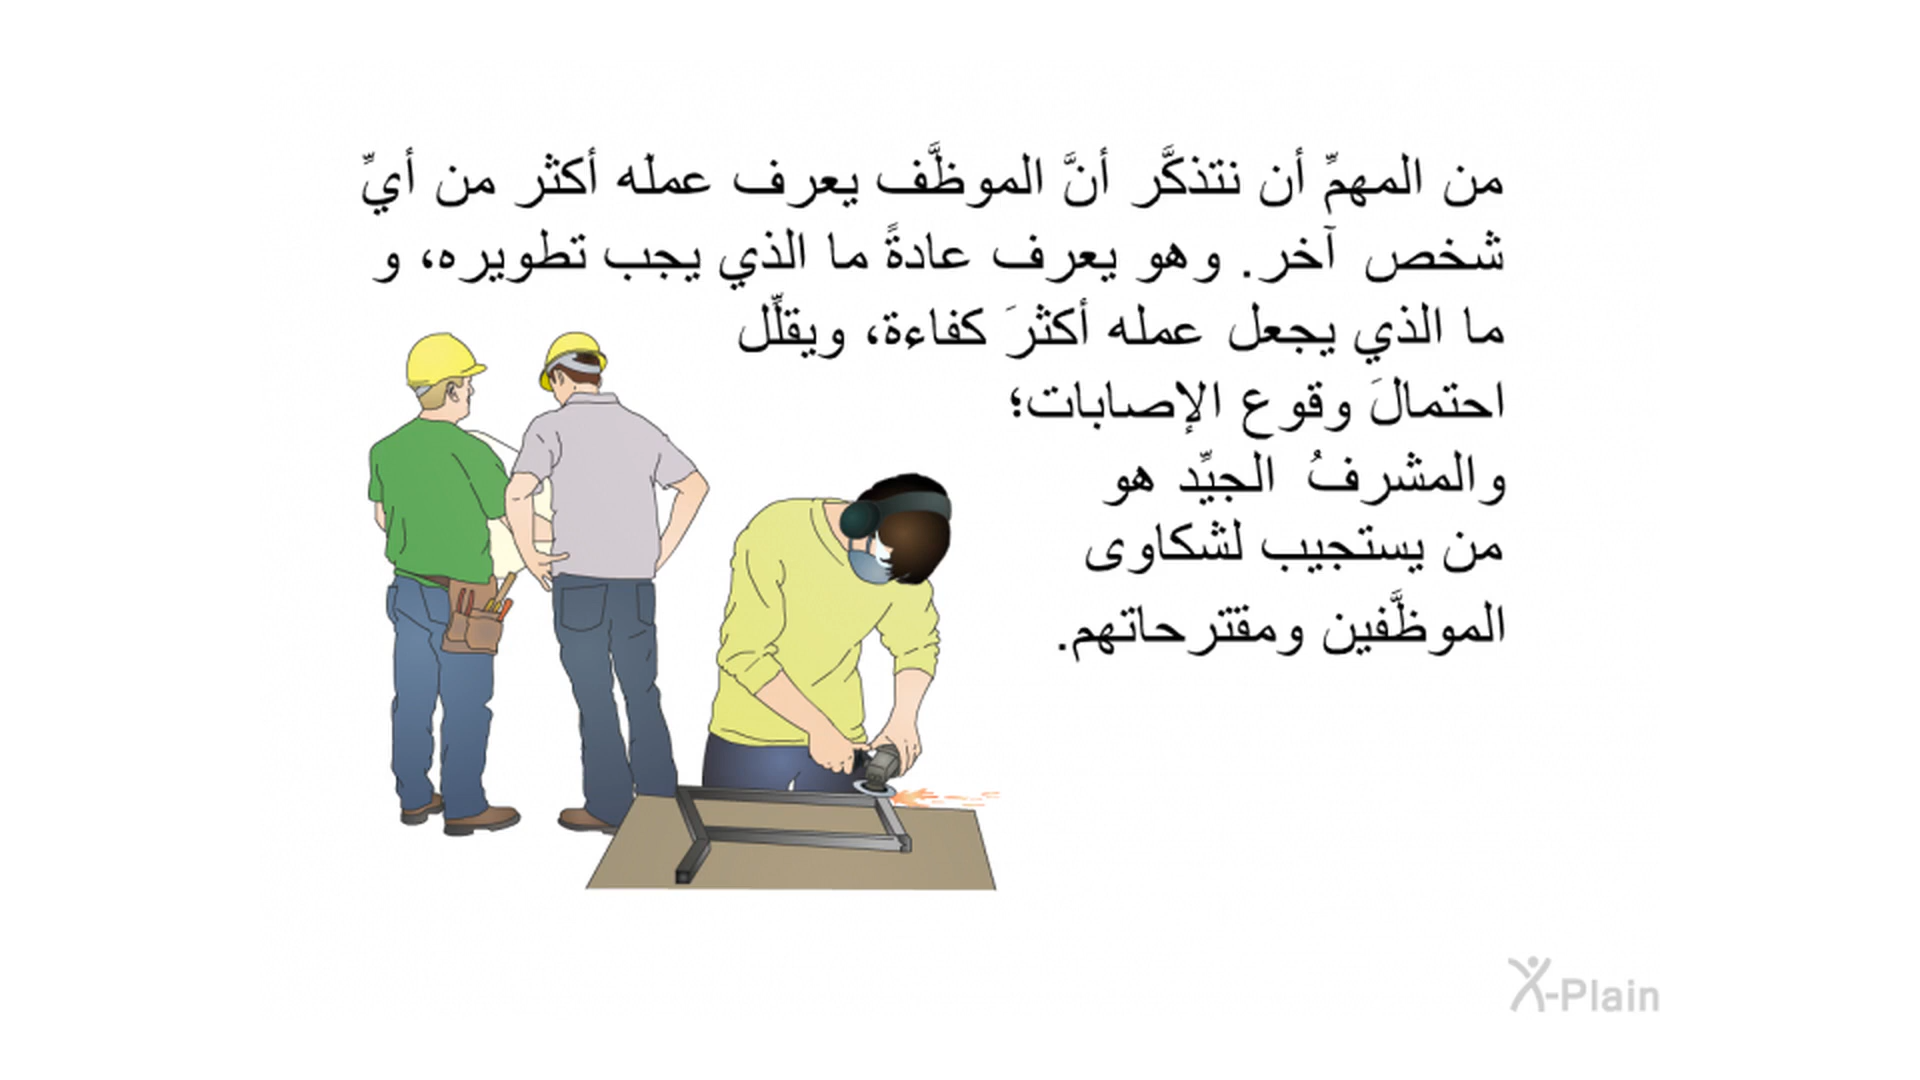 من المهمِّ أن نتذكَّر أنَّ الموظَّف يعرف عمله أكثر من أيِّ
شخص آخر. وهو يعرف عادةً ما الذي يجب تطويره، و
ما الذي يجعل عمله أكثرَ كفاءة، ويقلِّل
احتمالَ وقوع الإصابات؛
والمشرفُ الجيِّد هو
من يستجيب لشكاوى
الموظَّفين ومقترحاتهم.
X-Plain